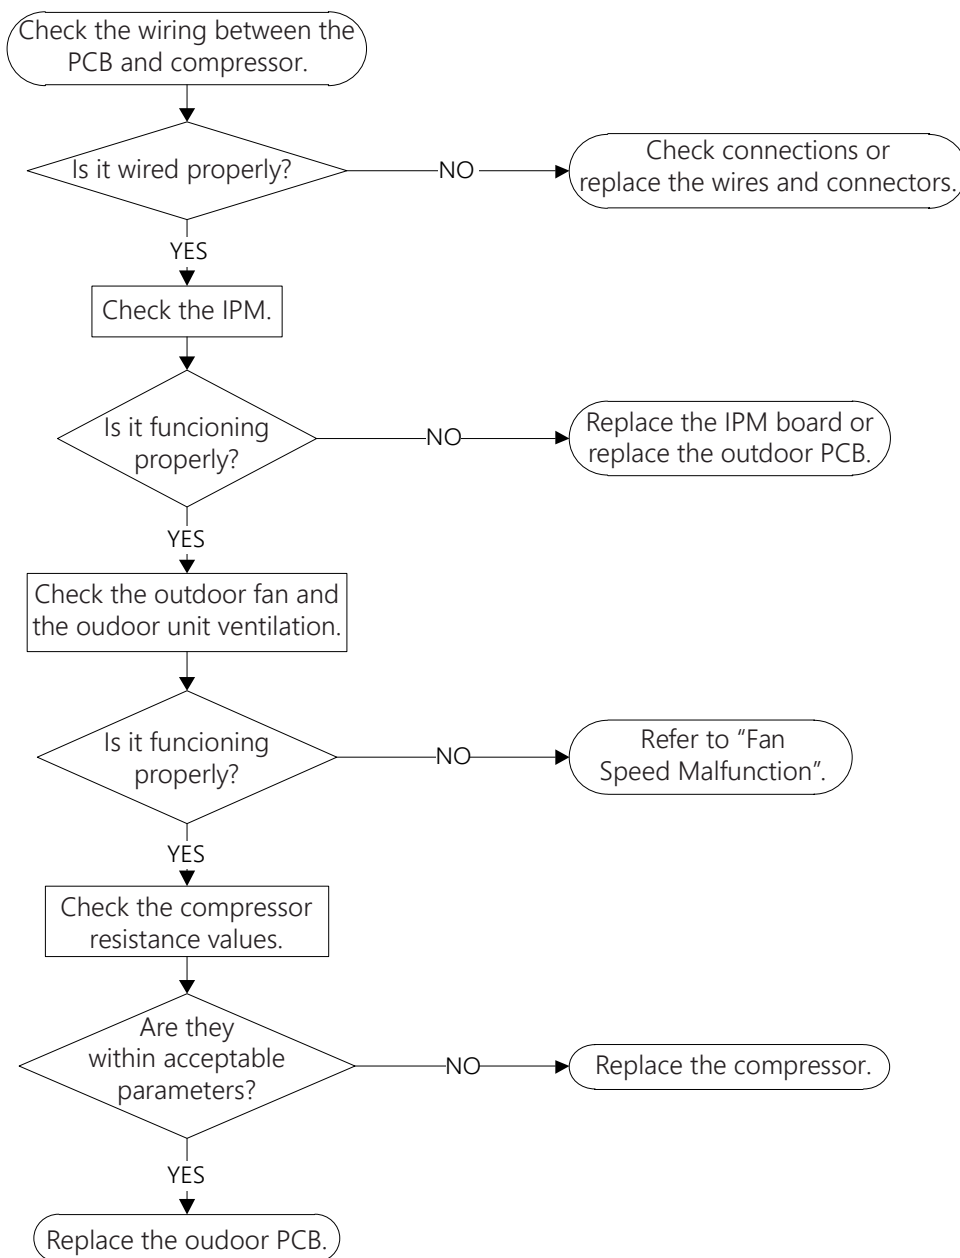 Check the wiring between the
PCB and compressor.
Is it wired properly?
NO
Check connections or
replace the wires and connectors.
YES
Check the IPM.
Is it funcioning
properly?
NO
Replace the IPM board or
replace the outdoor PCB.
YES
Check the outdoor fan and
the oudoor unit ventilation.
Is it funcioning
properly?
NO
Refer to “Fan
Speed Malfunction”.
YES
Check the compressor
resistance values.
Are they
within acceptable
parameters?
NO
Replace the compressor.
YES
Replace the oudoor PCB.